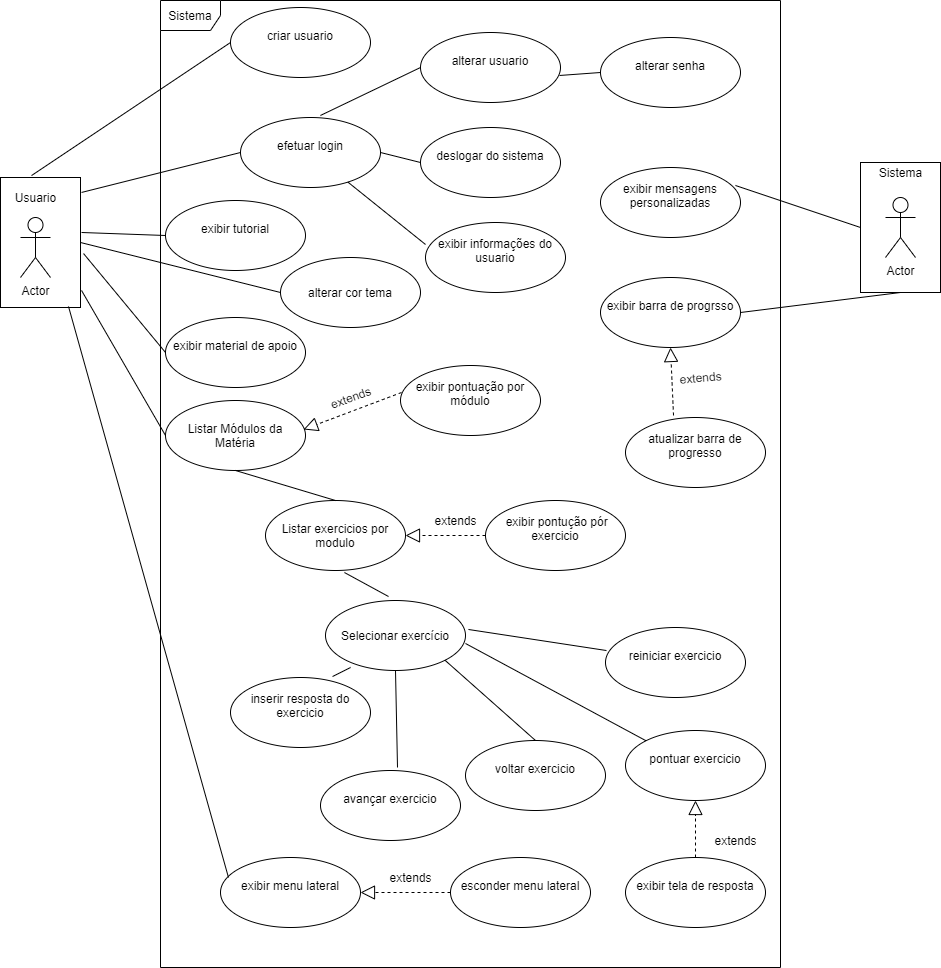 Sistema
criar usuario
alterar usuario
alterar senha
efetuar login
deslogar do sistema
Usuario
Actor
exibir mensagens
personalizadas
Sistema
Actor
exibir tutorial
exibir informações do
usuario
alterar cor tema
exibir barra de progrsso
exibir material de apoio
extends
exibir pontuação por
módulo
extends
Listar Módulos da
Matéria
atualizar barra de
progresso
Listar exercicios por
modulo
extends
exibir pontução pór
exercicio
Selecionar exercício
reiniciar exercicio
inserir resposta do
exercicio
pontuar exercicio
voltar exercicio
avançar exercicio
extends
exibir menu lateral
extends
esconder menu lateral
exibir tela de resposta